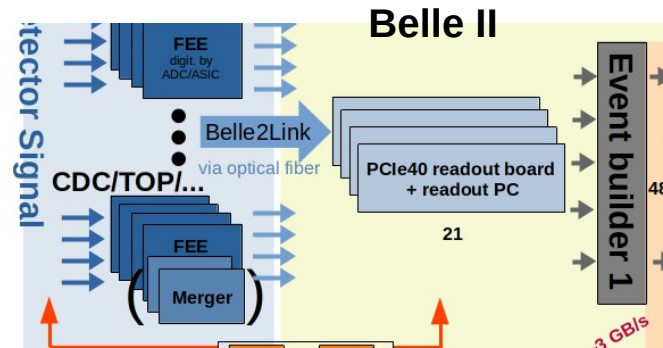 Belle II
etector Signal
FEE
digit. by
ADC/ASIC
Belle2Link
via optical fiber
CDC/TOP/...
FEE
( Merger )
PCIe40 readout board
+ readout PC
21
Event builder 1
48
3 GB/s